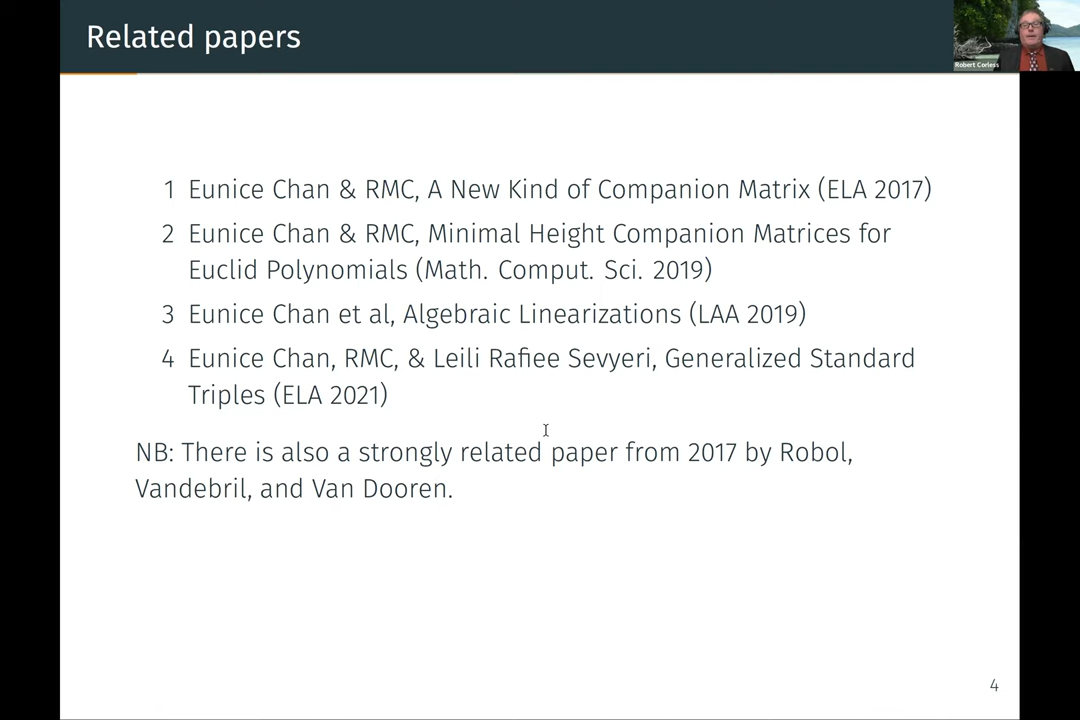 Related papers
Robert Corless
1 Eunice Chan & RMC, A New Kind of Companion Matrix (ELA 2017)
2 Eunice Chan & RMC, Minimal Height Companion Matrices for
Euclid Polynomials (Math. Comput. Sci. 2019)
3 Eunice Chan et al, Algebraic Linearizations (LAA 2019)
4 Eunice Chan, RMC, & Leili Rafiee Sevyeri, Generalized Standard
Triples (ELA 2021)
NB: There is also a strongly related paper from 2017 by Robol,
Vandebril, and Van Dooren.
4